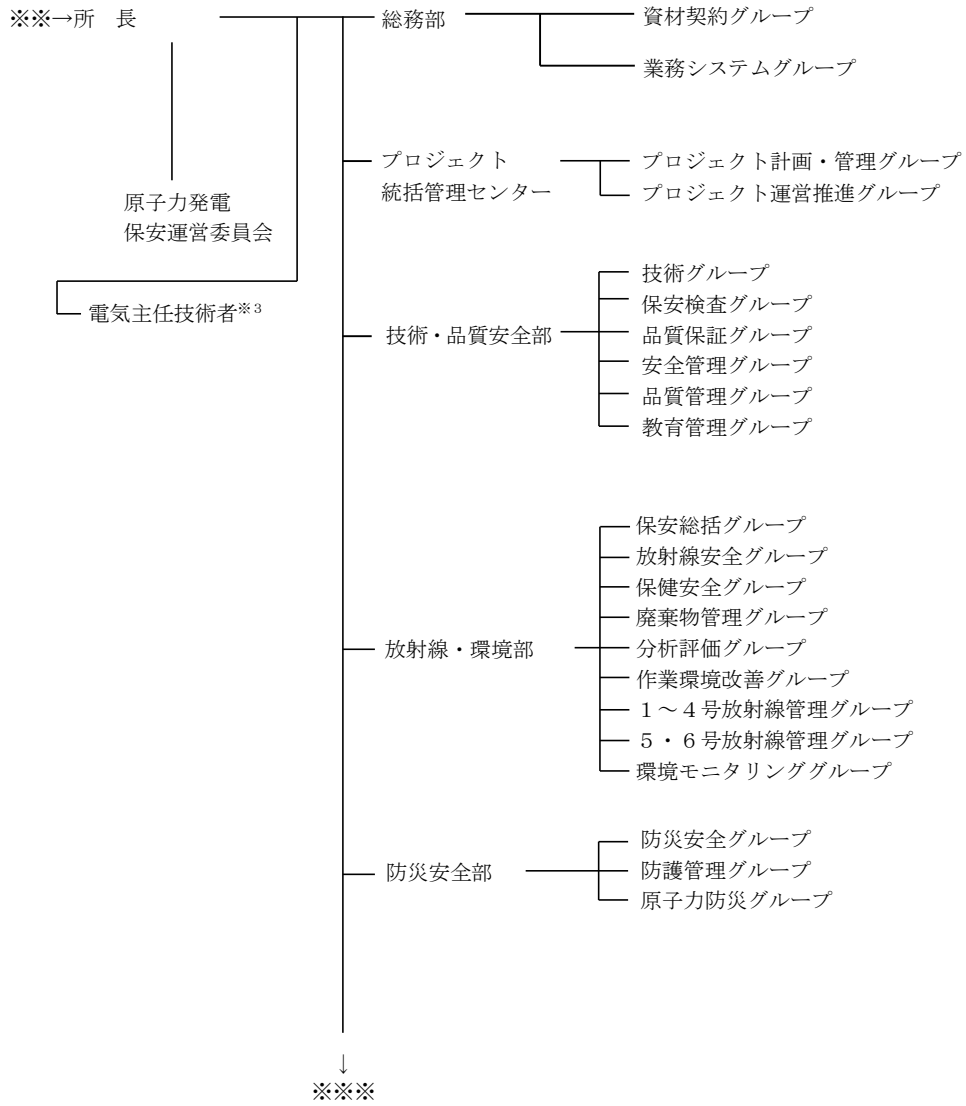 ※※→所 長
総務部
資材契約グループ
業務システムグループ
プロジェクト
統括管理センター
プロジェクト計画・管理グループ
プロジェクト運営推進グループ
原子力発電
保安運営委員会
電気主任技術者※3
技術・品質安全部
技術グループ
保安検査グループ
品質保証グループ
安全管理グループ
品質管理グループ
教育管理グループ
放射線・環境部
保安総括グループ
放射線安全グループ
保健安全グループ
廃棄物管理グループ
分析評価グループ
作業環境改善グループ
1~4号放射線管理グループ
5・6号放射線管理グループ
環境モニタリンググループ
防災安全部
防災安全グループ
防護管理グループ
原子力防災グループ
↓
※※※